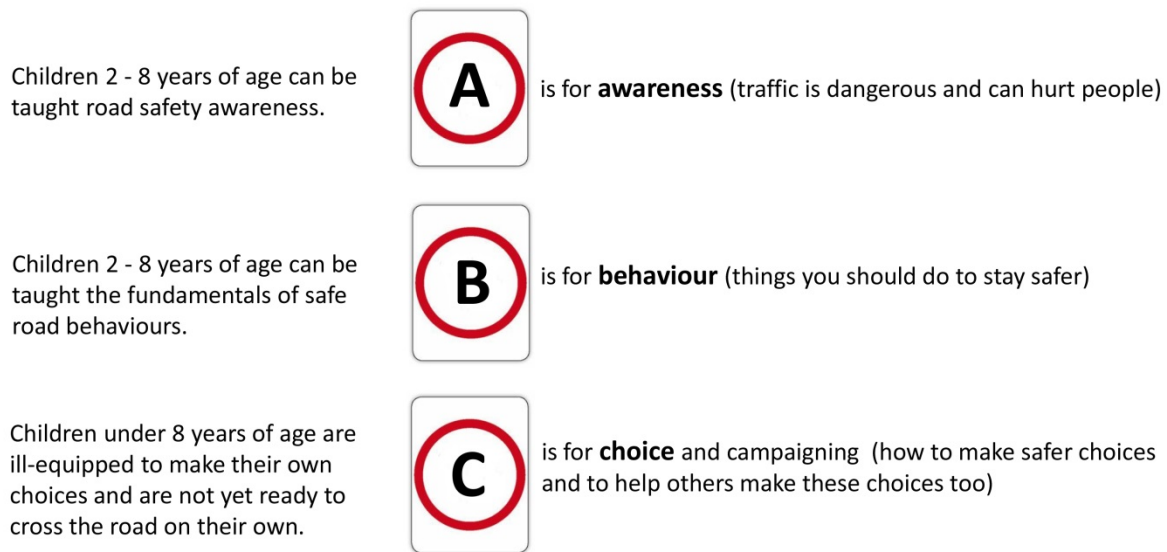 Children 2 - 8 years of age can be
taught road safety awareness.
A
is for awareness (traffic is dangerous and can hurt people)
Children 2 - 8 years of age can be
taught the fundamentals of safe
road behaviours.
B
is for behaviour (things you should do to stay safer)
Children under 8 years of age are
ill-equipped to make their own
choices and are not yet ready to
cross the road on their own.
C
is for choice and campaigning (how to make safer choices
and to help others make these choices too)